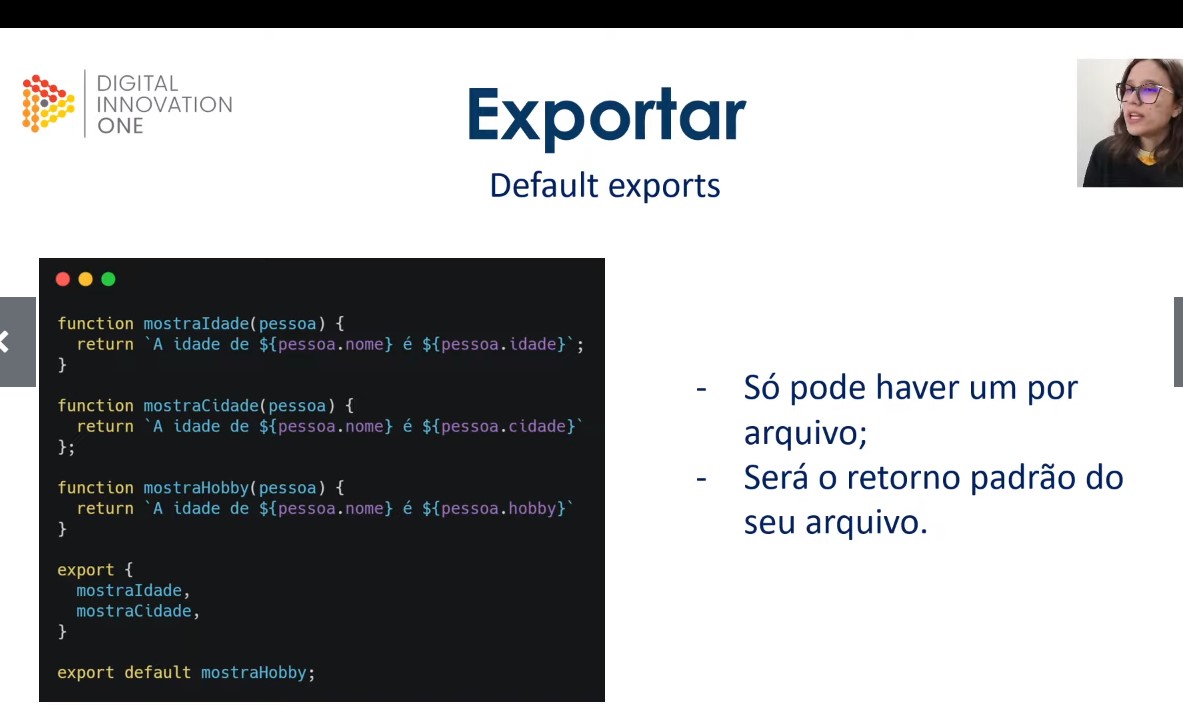 DIGITAL
INNOVATION
ONE
Exportar
Default exports
function mostraIdade(pessoa) {
  return `A idade de ${pessoa.nome} é ${pessoa.idade}`;
}
function mostraCidade(pessoa) {
  return `A idade de ${pessoa.nome} é ${pessoa.cidade}`
};
function mostraHobby(pessoa) {
  return `A idade de ${pessoa.nome} é ${pessoa.hobby}`
}
export {
  mostraIdade,
  mostraCidade,
}
export default mostraHobby;
- Só pode haver um por
arquivo;
- Será o retorno padrão do
seu arquivo.